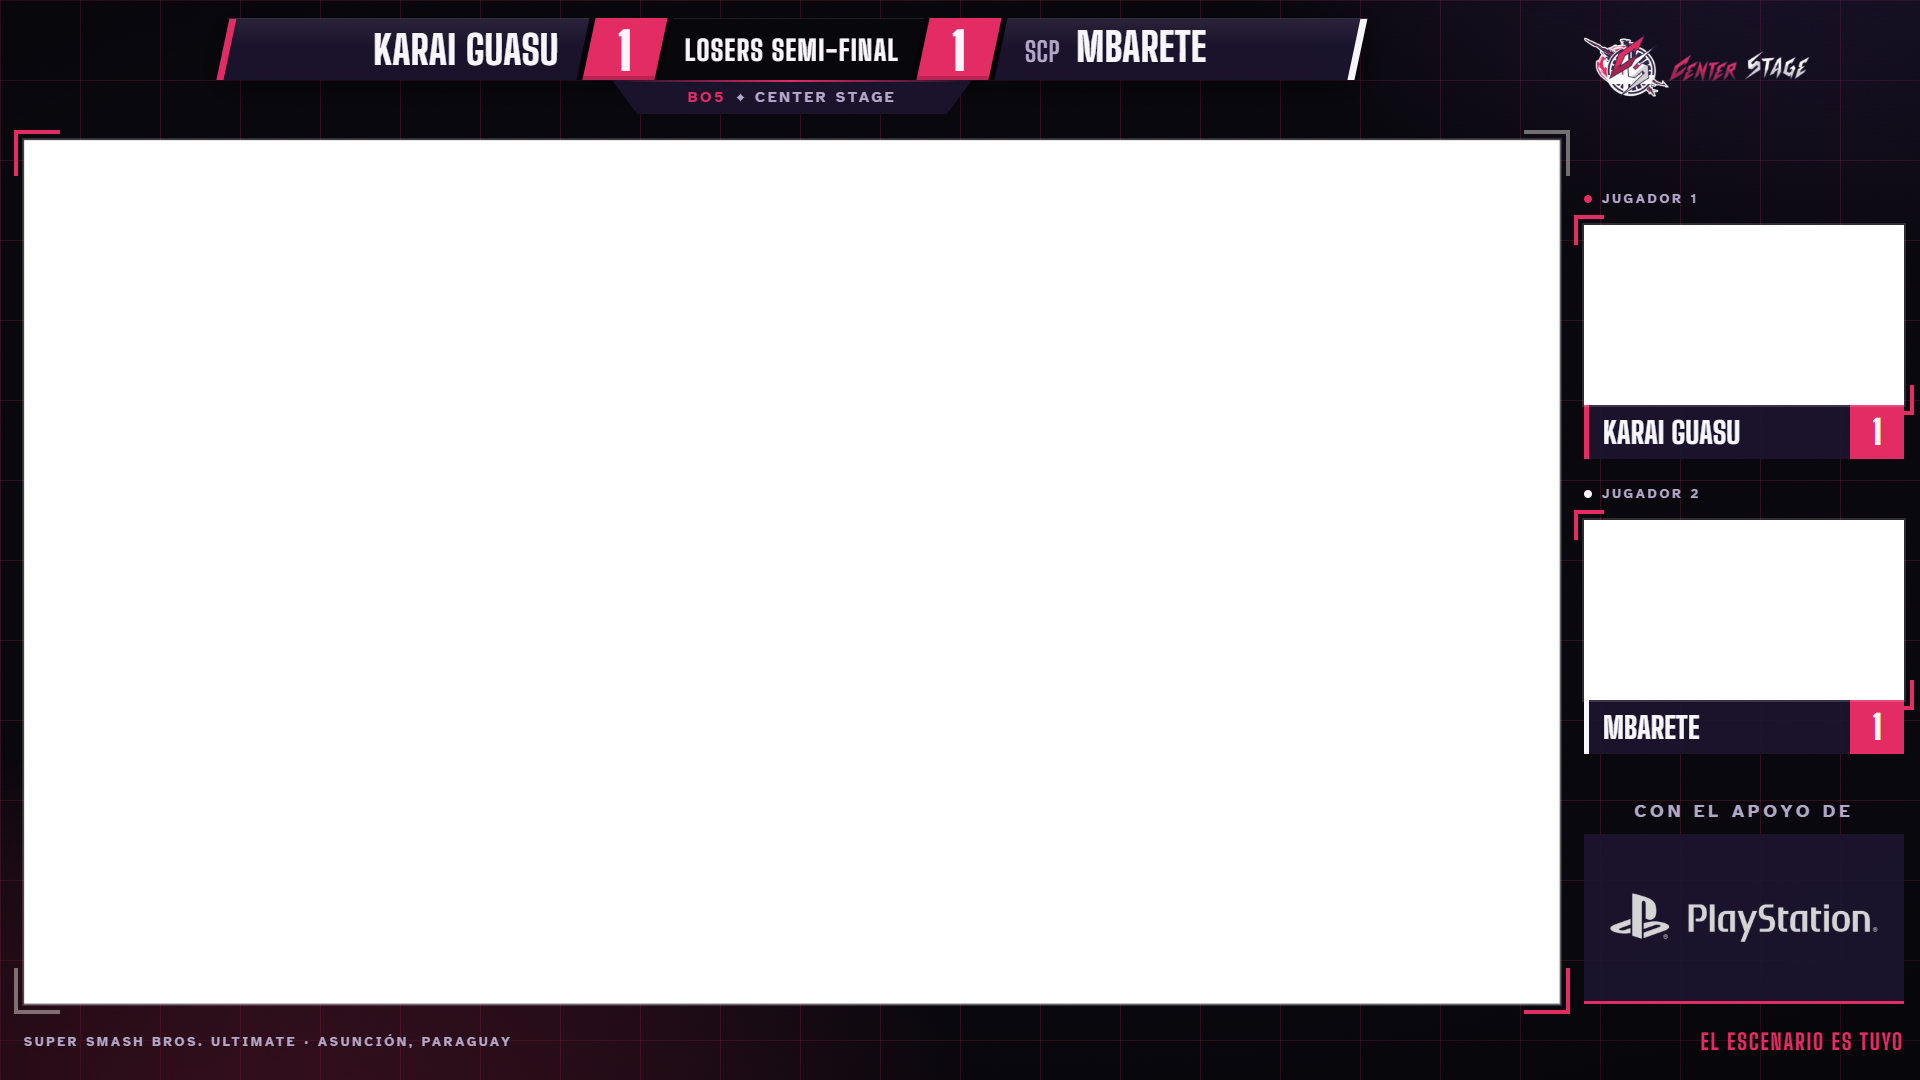 KARAI GUASU 1 LOSERS SEMI-FINAL 1 SCP MBARETE
BO5 ◆ CENTER STAGE
CENTER STAGE
JUGADOR 1
KARAI GUASU 1
JUGADOR 2
MBARETE 1
CON EL APOYO DE
PlayStation®
SUPER SMASH BROS. ULTIMATE · ASUNCIÓN, PARAGUAY
EL ESCENARIO ES TUYO